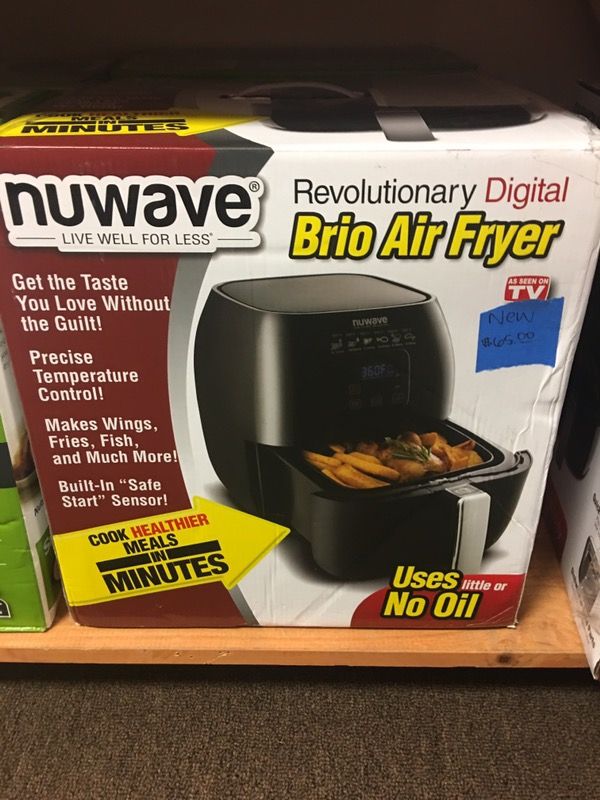 MEALS
IN
MINUTES
nuwave®
LIVE WELL FOR LESS®
Revolutionary Digital
Brio Air Fryer
AS SEEN ON
TV
New
$65.00
Get the Taste
You Love Without
the Guilt!
Precise
Temperature
Control!
Makes Wings,
Fries, Fish,
and Much More!
Built-In “Safe
Start” Sensor!
nuwave
360F
COOK HEALTHIER
MEALS
IN
MINUTES
Uses little or
No Oil